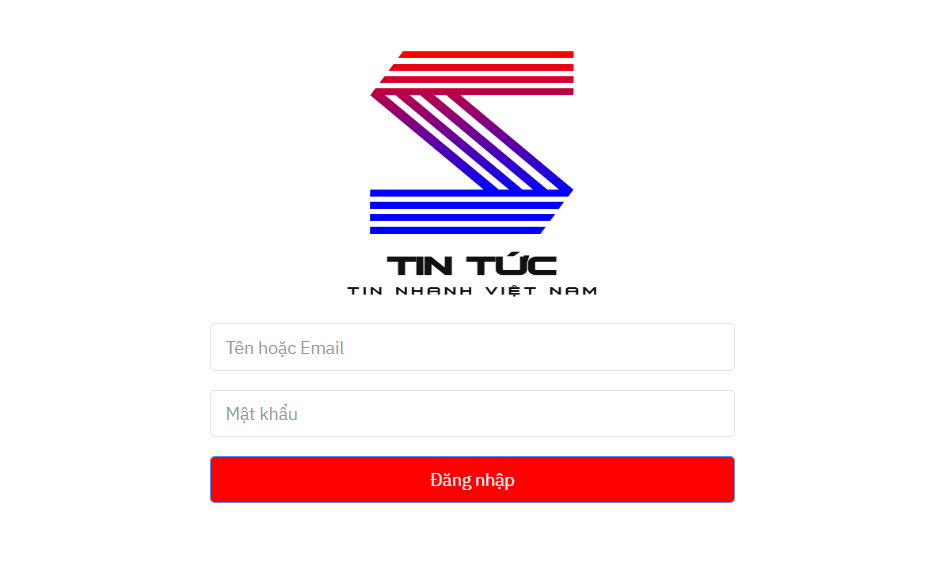 TIN TỨC
TIN NHANH VIỆT NAM
Tên hoặc Email
Mật khẩu
Đăng nhập